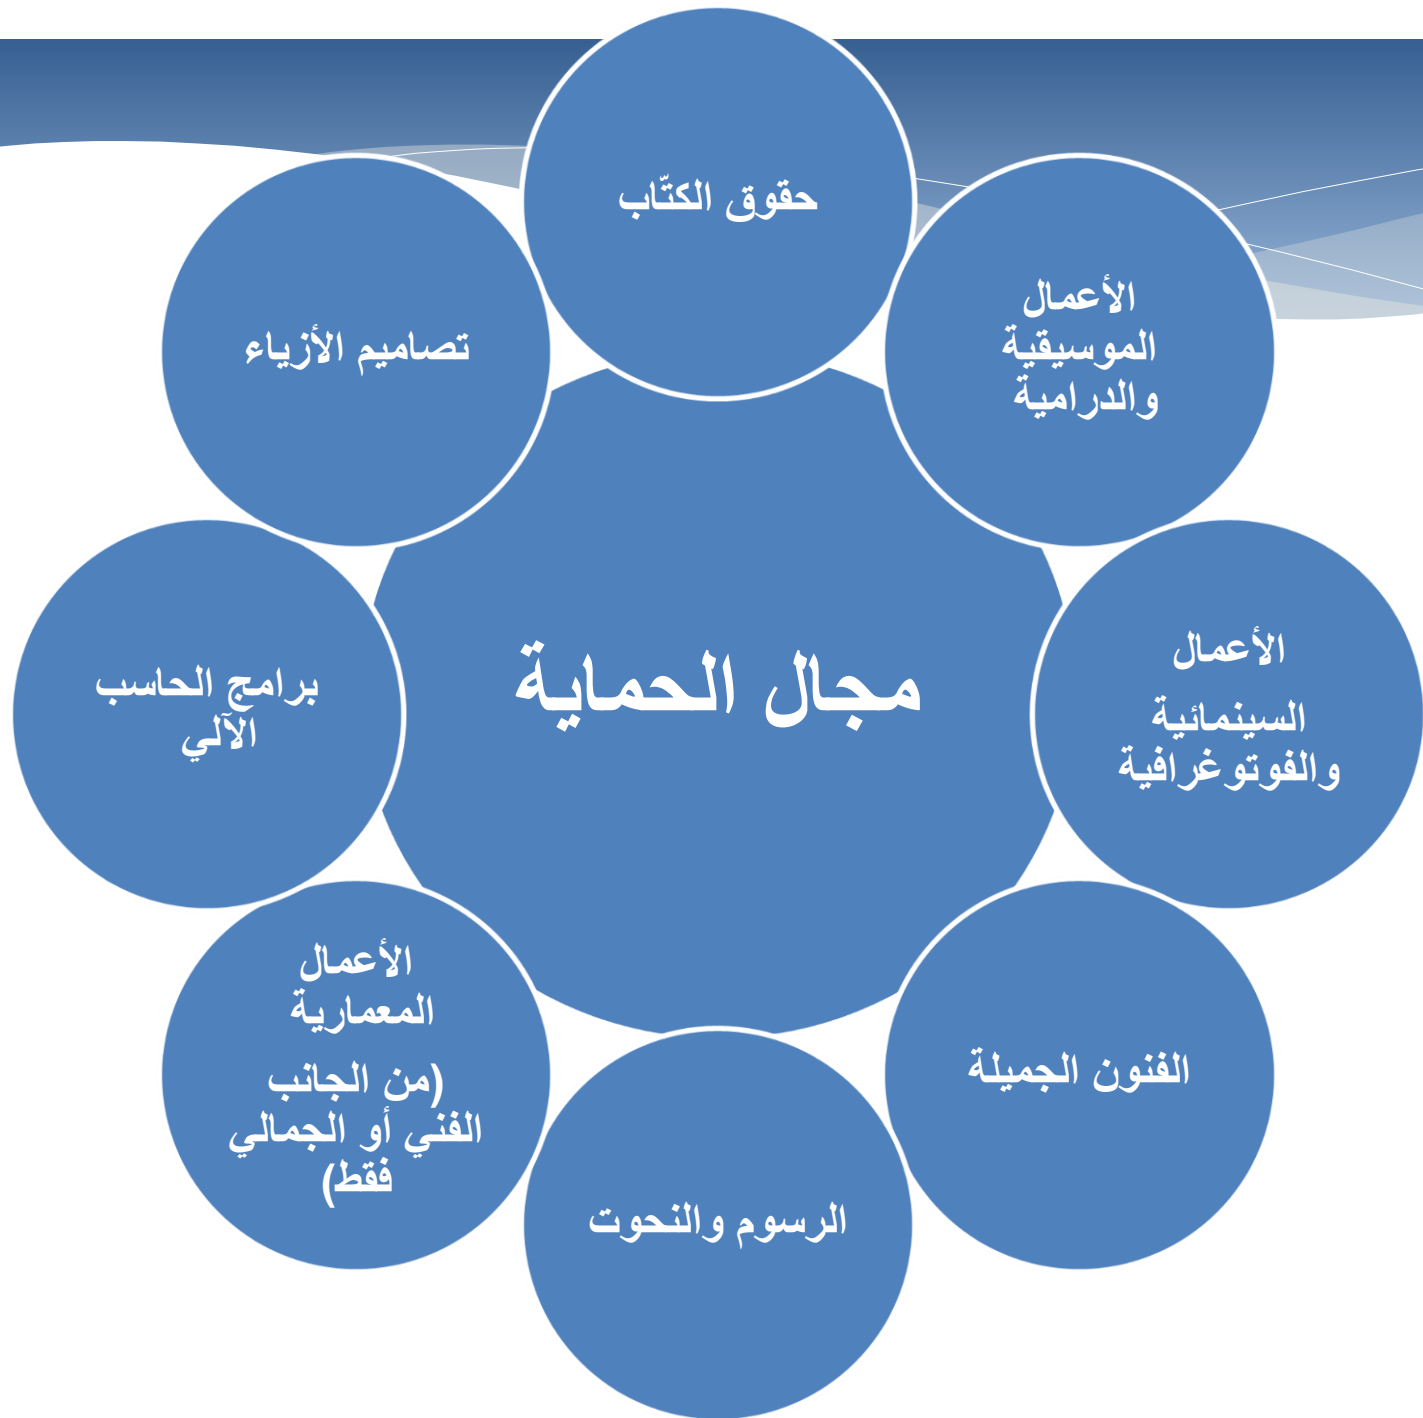 حقوق الكتّاب
الأعمال
الموسيقية
والدرامية
الأعمال
السينمائية
والفوتوغرافية
الفنون الجميلة
الرسوم والنحوت
الأعمال
المعمارية
(من الجانب
الفني أو الجمالي
فقط)
برامج الحاسب
الآلي
تصاميم الأزياء
مجال الحماية